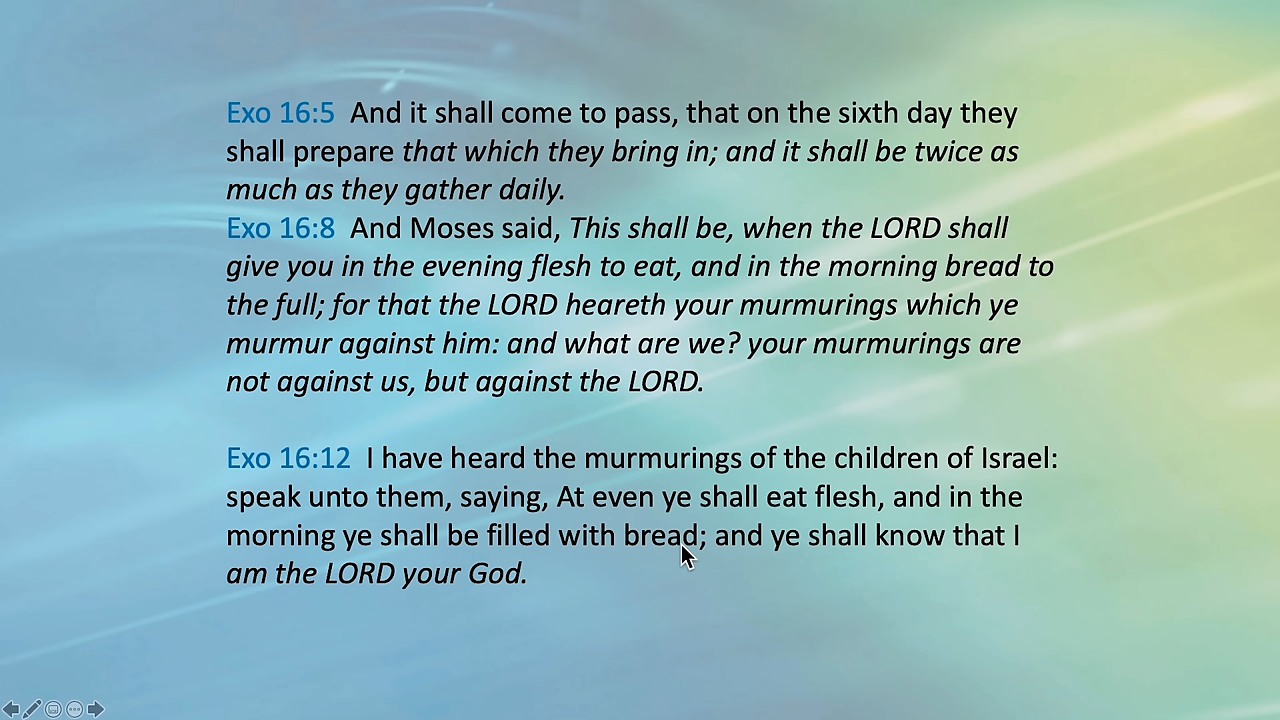 Exo 16:5 And it shall come to pass, that on the sixth day they
shall prepare that which they bring in; and it shall be twice as
much as they gather daily.
Exo 16:8 And Moses said, This shall be, when the LORD shall
give you in the evening flesh to eat, and in the morning bread to
the full; for that the LORD heareth your murmurings which ye
murmur against him: and what are we? your murmurings are
not against us, but against the LORD.
Exo 16:12 I have heard the murmurings of the children of Israel:
speak unto them, saying, At even ye shall eat flesh, and in the
morning ye shall be filled with bread; and ye shall know that I
am the LORD your God.